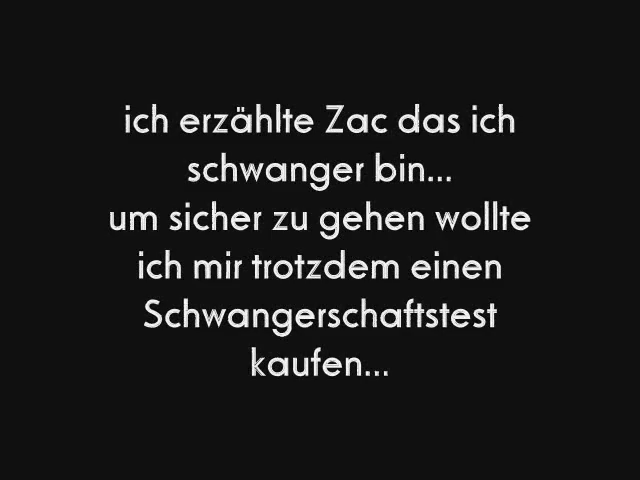 ich erzählte Zac das ich
schwanger bin...
um sicher zu gehen wollte
ich mir trotzdem einen
Schwangerschaftstest
kaufen...